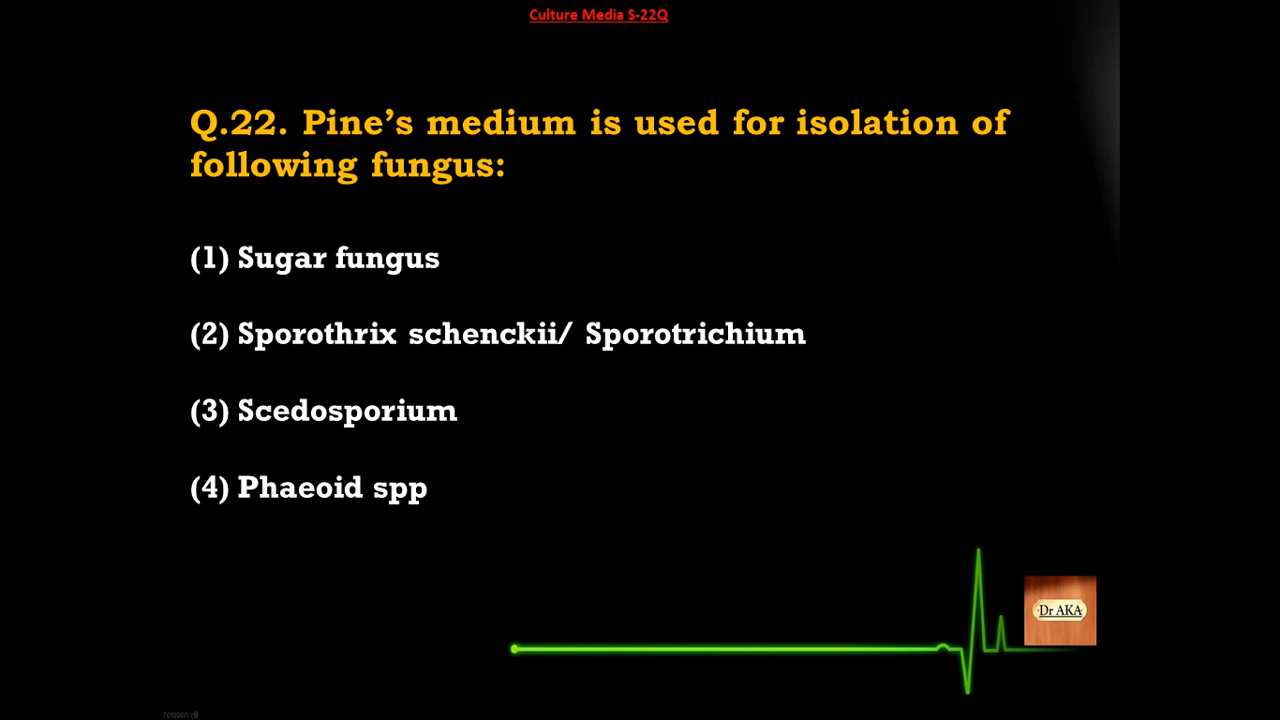 Culture Media S-22Q
Q.22. Pine’s medium is used for isolation of
following fungus:
(1) Sugar fungus
(2) Sporothrix schenckii/ Sporotrichium
(3) Scedosporium
(4) Phaeoid spp
Dr AKA